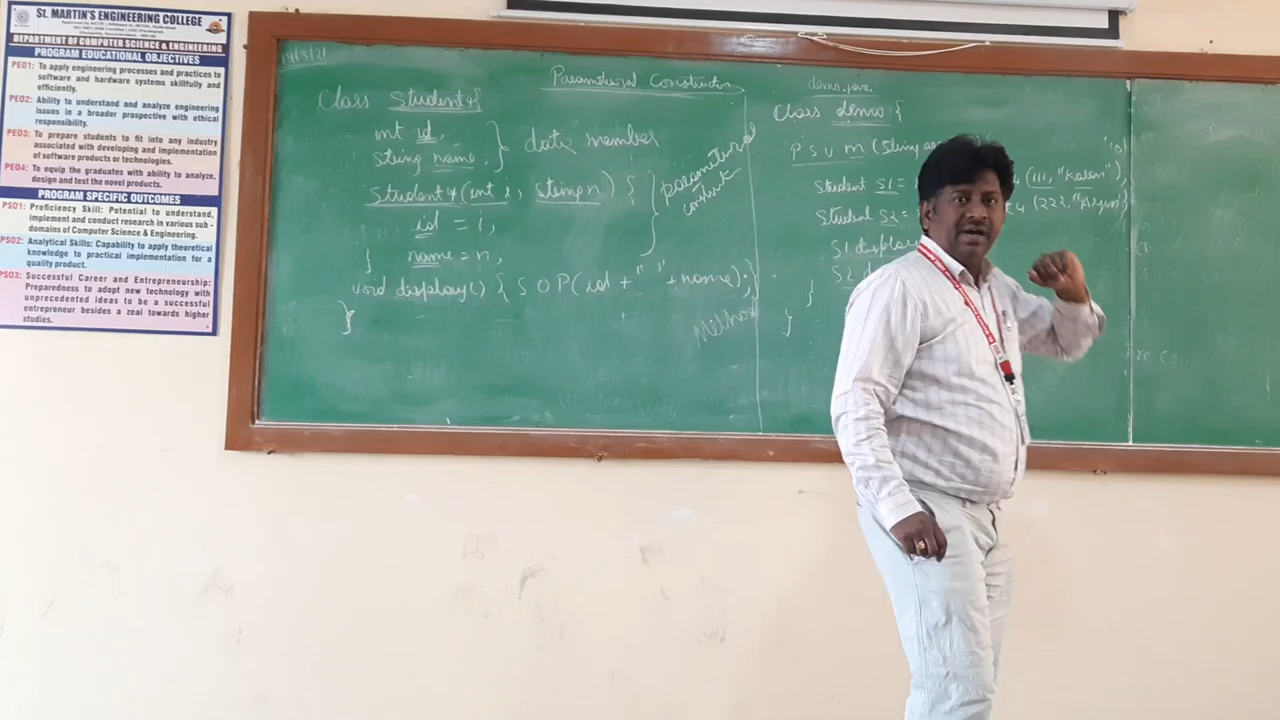 ST. MARTIN'S ENGINEERING COLLEGE
DEPARTMENT OF COMPUTER SCIENCE & ENGINEERING
PROGRAM EDUCATIONAL OBJECTIVES
PEO1: To apply engineering processes and practices to
software and hardware systems skillfully and
efficiently.
PEO2: Ability to understand and analyze engineering
issues in a broader prospective with ethical
responsibility.
PEO3: To prepare students to fit into any industry
associated with developing and implementation
of software products or technologies.
PEO4: To equip the graduates with ability to analyze,
design and test the novel products.
PROGRAM SPECIFIC OUTCOMES
PSO1: Proficiency Skill: Potential to understand,
implement and conduct research in various sub -
domains of Computer Science & Engineering.
PSO2: Analytical Skills: Capability to apply theoretical
knowledge to practical implementation for a
quality product.
PSO3: Successful Career and Entrepreneurship:
Preparedness to adopt new technology with
unprecedented ideas to be a successful
entrepreneur besides a zeal towards higher
studies.
class Student4{
int id,
string name.
} data member
Student4(int i, string n) {
id = i,
name = n,
}
void display() { S O P(id + " " + name); }
}
demo.java
class demo {
P S V M (String
Student S1 = (111, "Karan"),
Student S2 = (222, "Aryan")
S1 display
S2 d
}
}